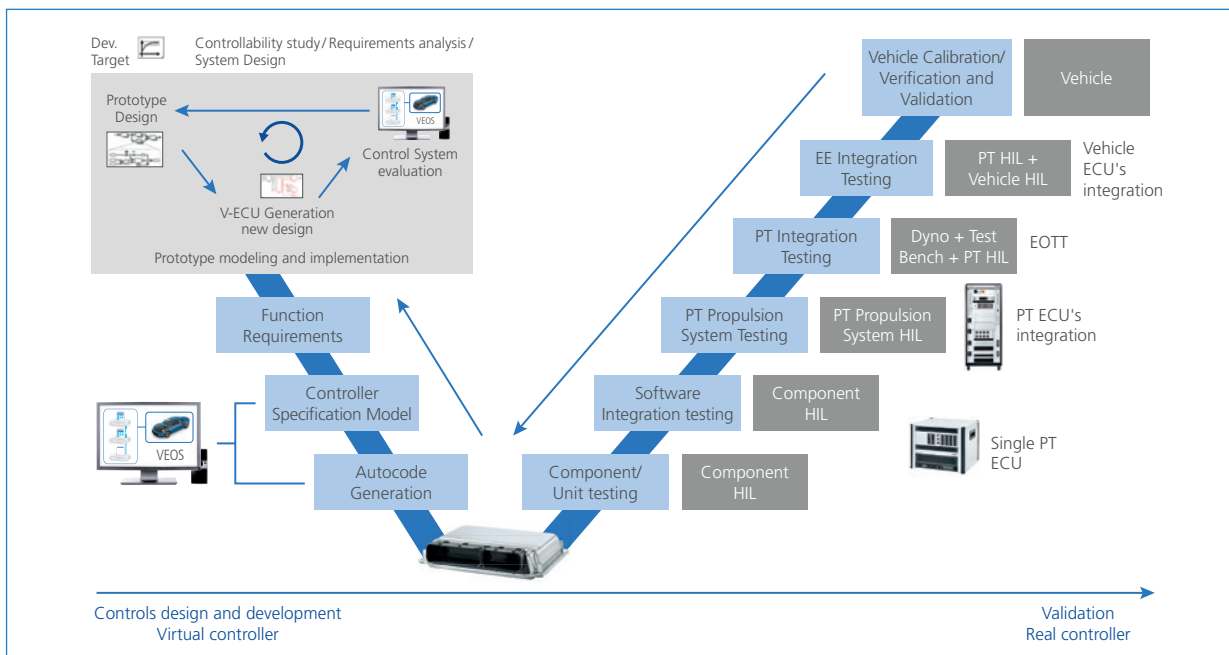 Dev.
Target
Controllability study/Requirements analysis/
System Design
Prototype
Design
VEOS
Control System
evaluation
V-ECU Generation
new design
Prototype modeling and implementation
Function
Requirements
Controller
Specification Model
VEOS
Autocode
Generation
Vehicle Calibration/
Verification and
Validation
Vehicle
EE Integration
Testing
PT HIL +
Vehicle HIL
Vehicle
ECU's
integration
PT Integration
Testing
Dyno + Test
Bench + PT HIL
EOTT
PT Propulsion
System Testing
PT Propulsion
System HIL
PT ECU's
integration
Software
Integration testing
Component
HIL
Single PT
ECU
Component/
Unit testing
Component
HIL
Controls design and development
Virtual controller
Validation
Real controller